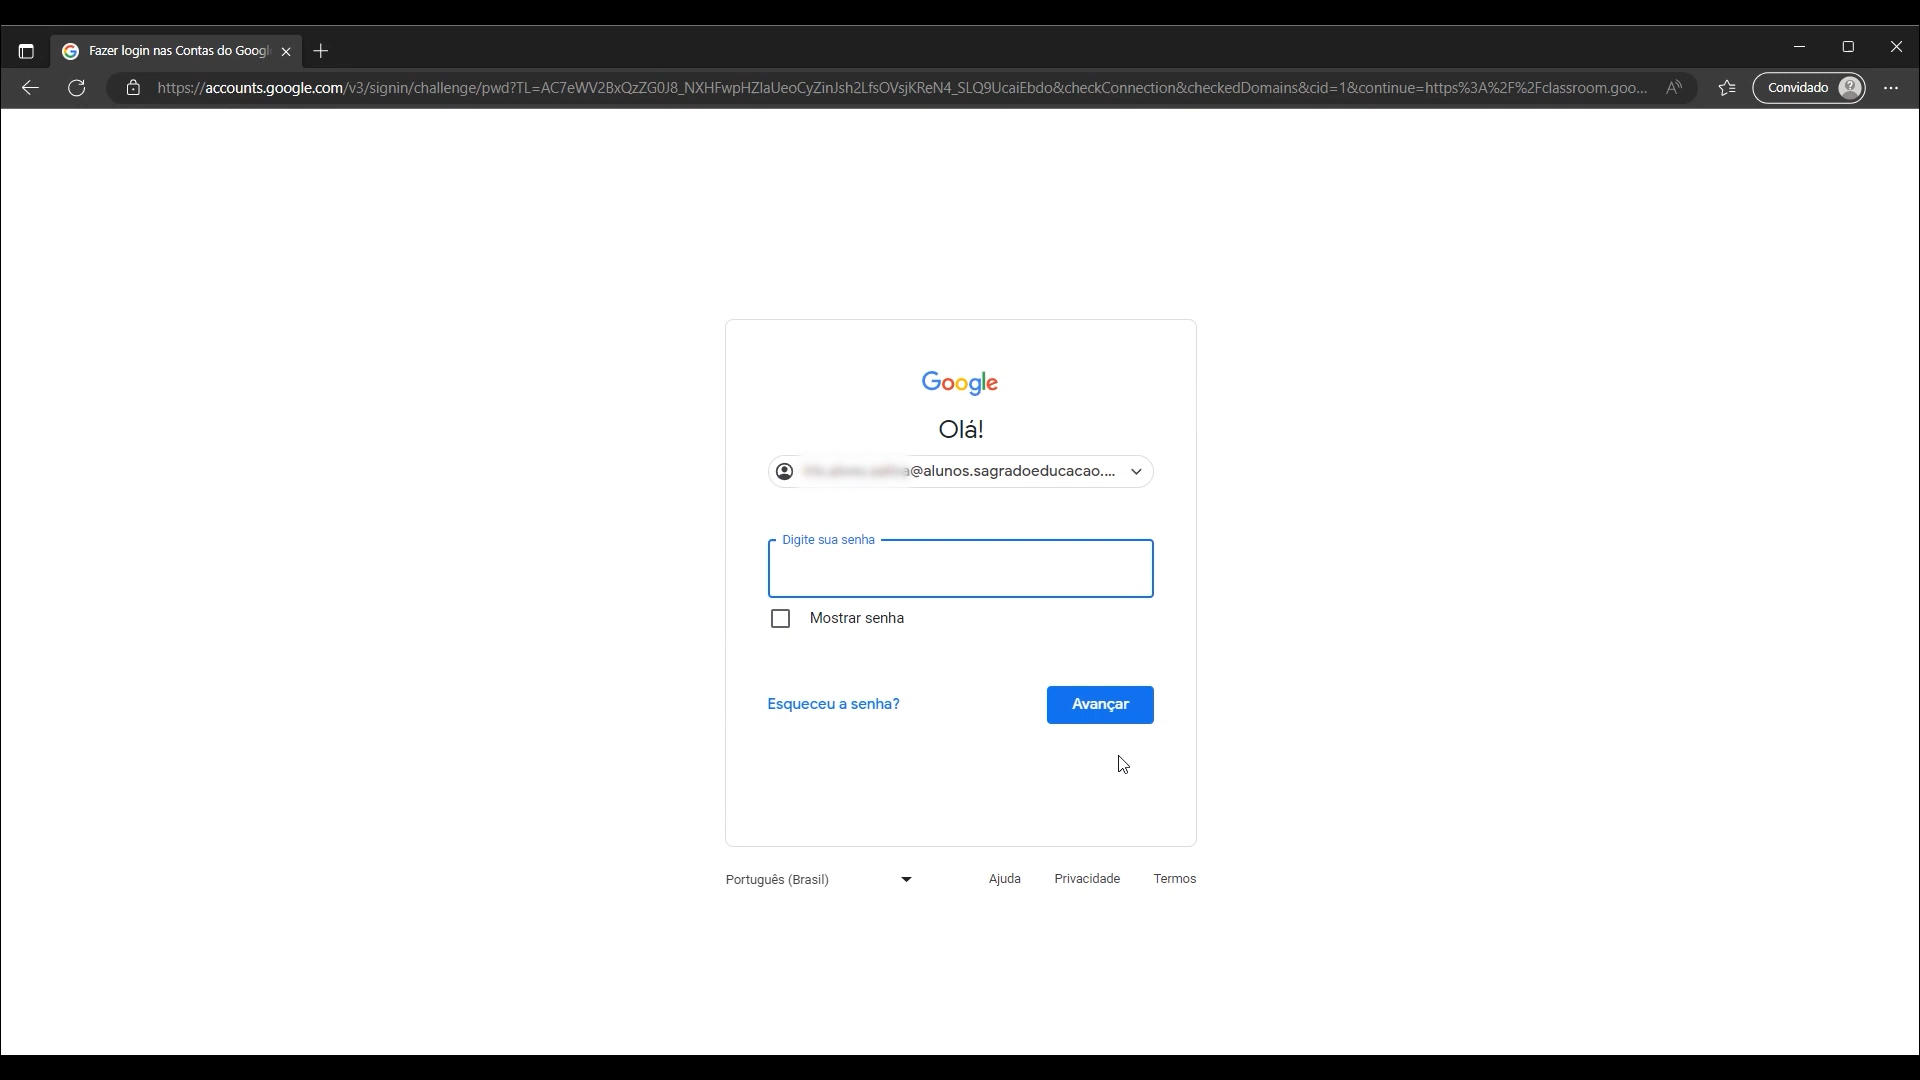 Fazer login nas Contas do Googl
https://accounts.google.com/v3/signin/challenge/pwd?TL=AC7eWV2BxQzZG0J8_NXHFwpHZlaUeoCyZinJsh2LfsOVsjKReN4_SLQ9UcaiEbdo&checkConnection&checkedDomains&cid=1&continue=https%3A%2F%2Fclassroom.goo...
Convidado
Google
Olá!
a@alunos.sagradoeducacao....
Digite sua senha
Mostrar senha
Esqueceu a senha?
Avançar
Português (Brasil)
Ajuda
Privacidade
Termos